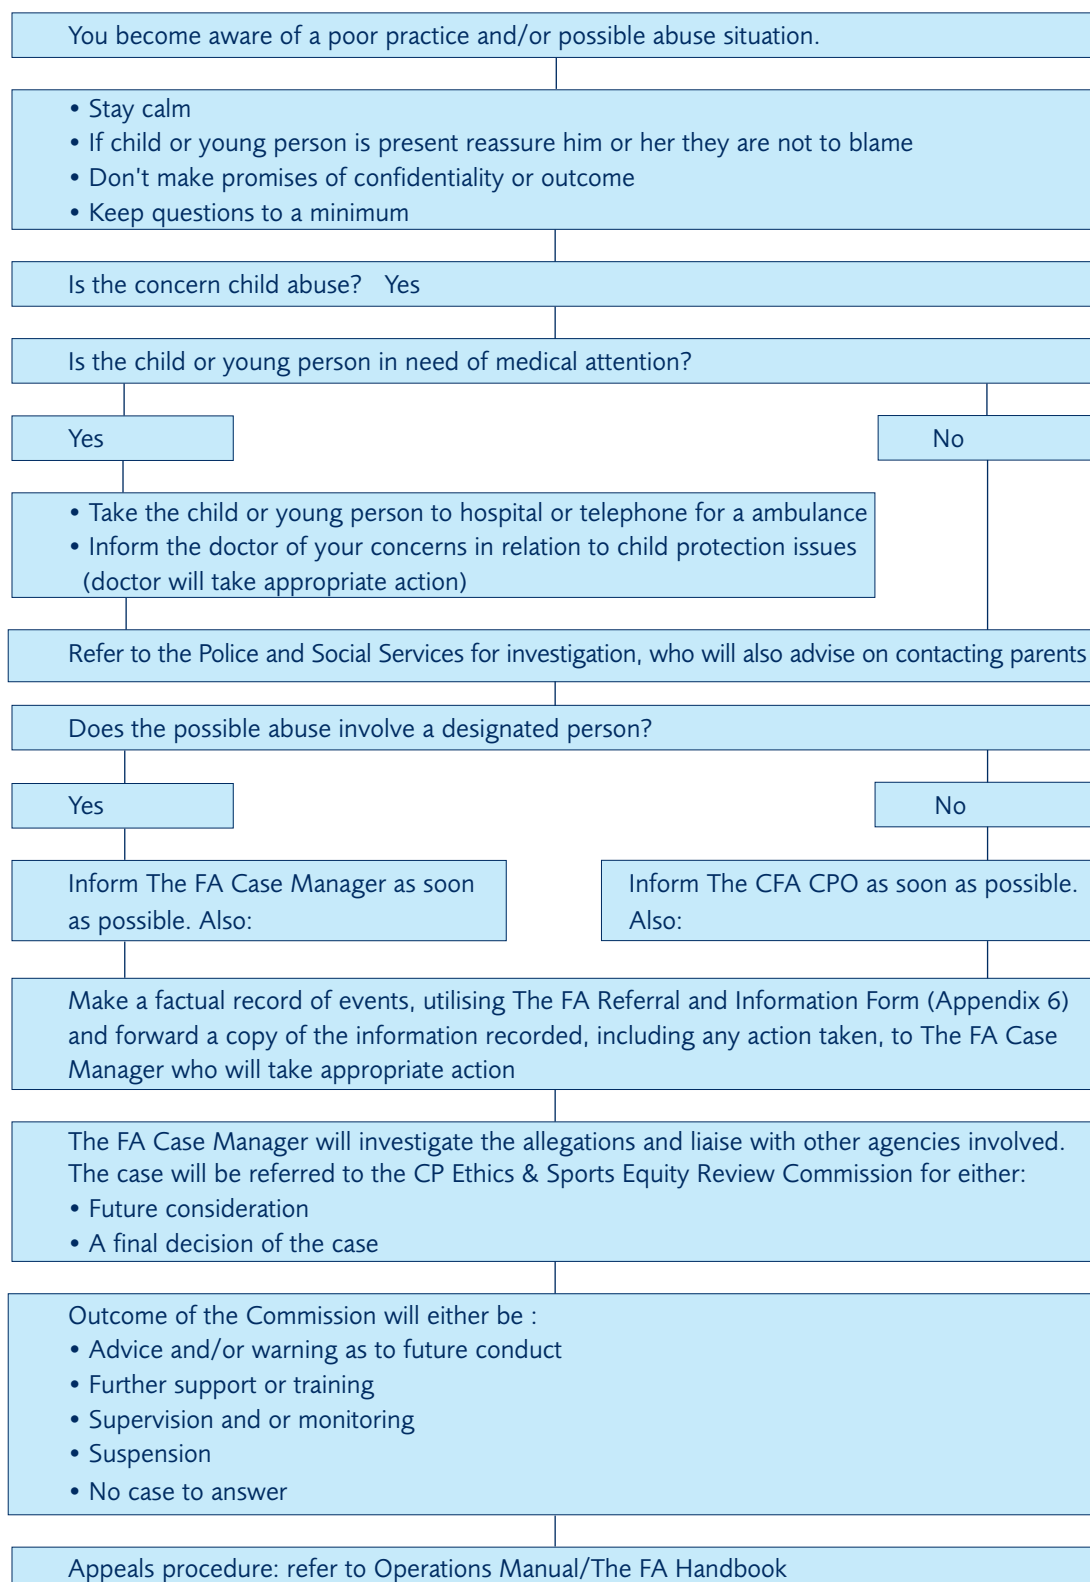 You become aware of a poor practice and/or possible abuse situation.
• Stay calm
• If child or young person is present reassure him or her they are not to blame
• Don't make promises of confidentiality or outcome
• Keep questions to a minimum
Is the concern child abuse? Yes
Is the child or young person in need of medical attention?
Yes
No
• Take the child or young person to hospital or telephone for a ambulance
• Inform the doctor of your concerns in relation to child protection issues
(doctor will take appropriate action)
Refer to the Police and Social Services for investigation, who will also advise on contacting parents
Does the possible abuse involve a designated person?
Yes
No
Inform The FA Case Manager as soon
as possible. Also:
Inform The CFA CPO as soon as possible.
Also:
Make a factual record of events, utilising The FA Referral and Information Form (Appendix 6)
and forward a copy of the information recorded, including any action taken, to The FA Case
Manager who will take appropriate action
The FA Case Manager will investigate the allegations and liaise with other agencies involved.
The case will be referred to the CP Ethics & Sports Equity Review Commission for either:
• Future consideration
• A final decision of the case
Outcome of the Commission will either be :
• Advice and/or warning as to future conduct
• Further support or training
• Supervision and or monitoring
• Suspension
• No case to answer
Appeals procedure: refer to Operations Manual/The FA Handbook